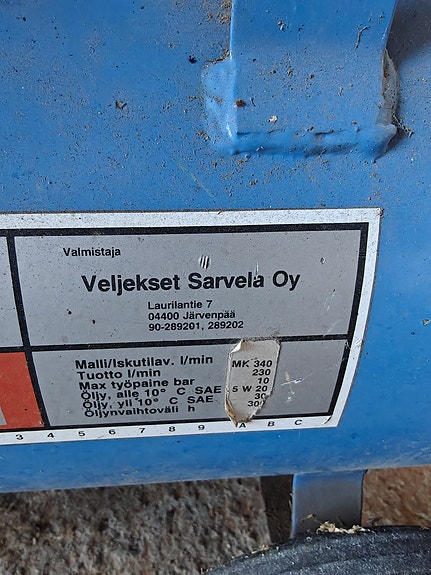 Valmistaja
Veljekset Sarvela Oy
Laurilantie 7
04400 Järvenpää
90-289201, 289202
Malli/Iskutilav. l/min MK 340
Tuotto l/min 230
Max työpaine bar 10
Öljy, alle 10° C SAE 5 W 20
Öljy, yli 10° C SAE 30
Öljynvaihtoväli h 300
3 4 5 6 7 8 9 A B C